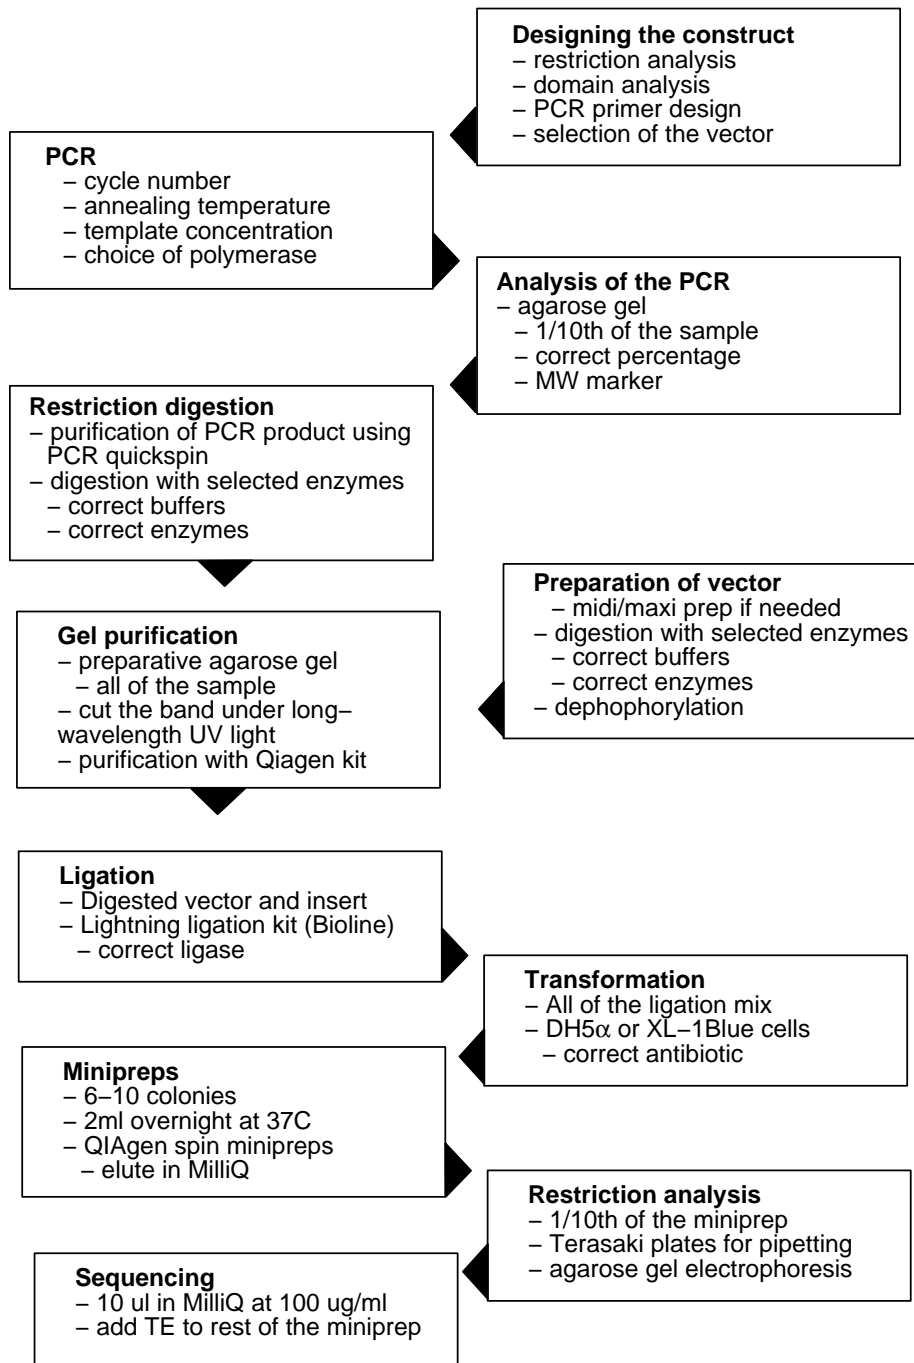 Designing the construct
– restriction analysis
– domain analysis
– PCR primer design
– selection of the vector
PCR
– cycle number
– annealing temperature
– template concentration
– choice of polymerase
Analysis of the PCR
– agarose gel
– 1/10th of the sample
– correct percentage
– MW marker
Restriction digestion
– purification of PCR product using
PCR quickspin
– digestion with selected enzymes
– correct buffers
– correct enzymes
Preparation of vector
– midi/maxi prep if needed
– digestion with selected enzymes
– correct buffers
– correct enzymes
– dephophorylation
Gel purification
– preparative agarose gel
– all of the sample
– cut the band under long–
wavelength UV light
– purification with Qiagen kit
Ligation
– Digested vector and insert
– Lightning ligation kit (Bioline)
– correct ligase
Transformation
– All of the ligation mix
– DH5α or XL–1Blue cells
– correct antibiotic
Minipreps
– 6–10 colonies
– 2ml overnight at 37C
– QIAgen spin minipreps
– elute in MilliQ
Restriction analysis
– 1/10th of the miniprep
– Terasaki plates for pipetting
– agarose gel electrophoresis
Sequencing
– 10 ul in MilliQ at 100 ug/ml
– add TE to rest of the miniprep